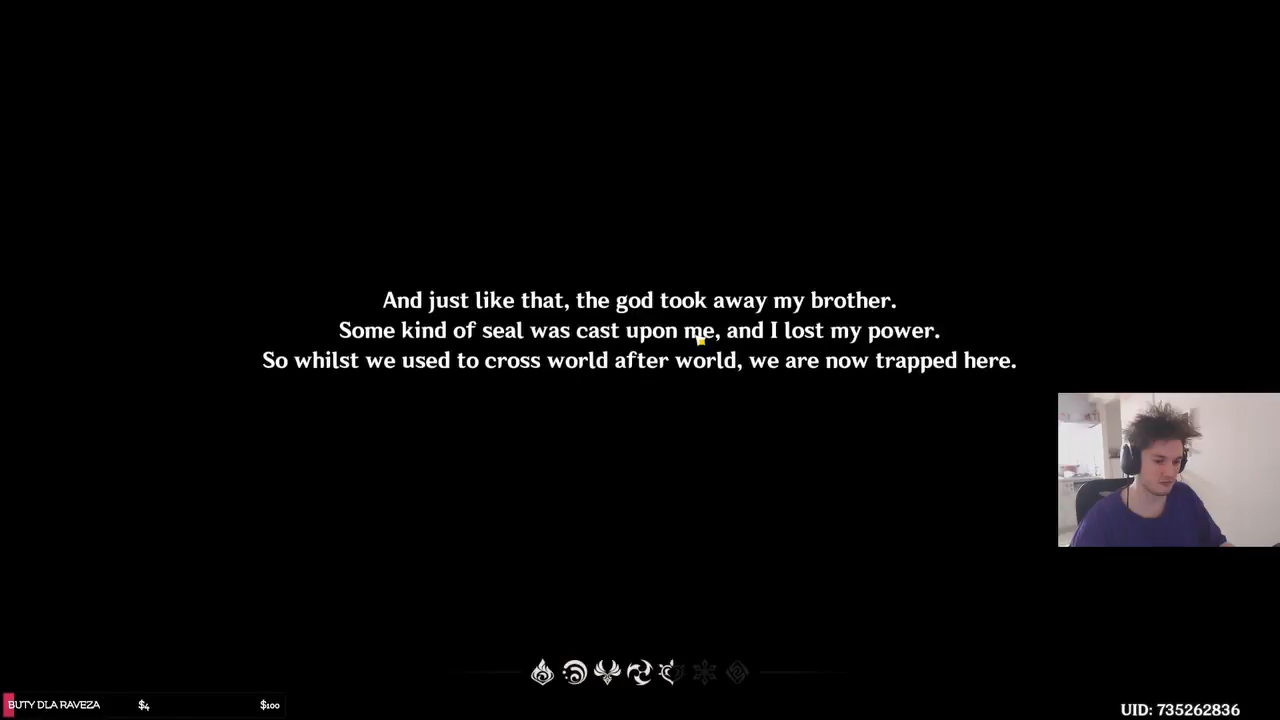 And just like that, the god took away my brother.
Some kind of seal was cast upon me, and I lost my power.
So whilst we used to cross world after world, we are now trapped here.
BUTY DLA RAVEZA $4 $100
UID: 735262836